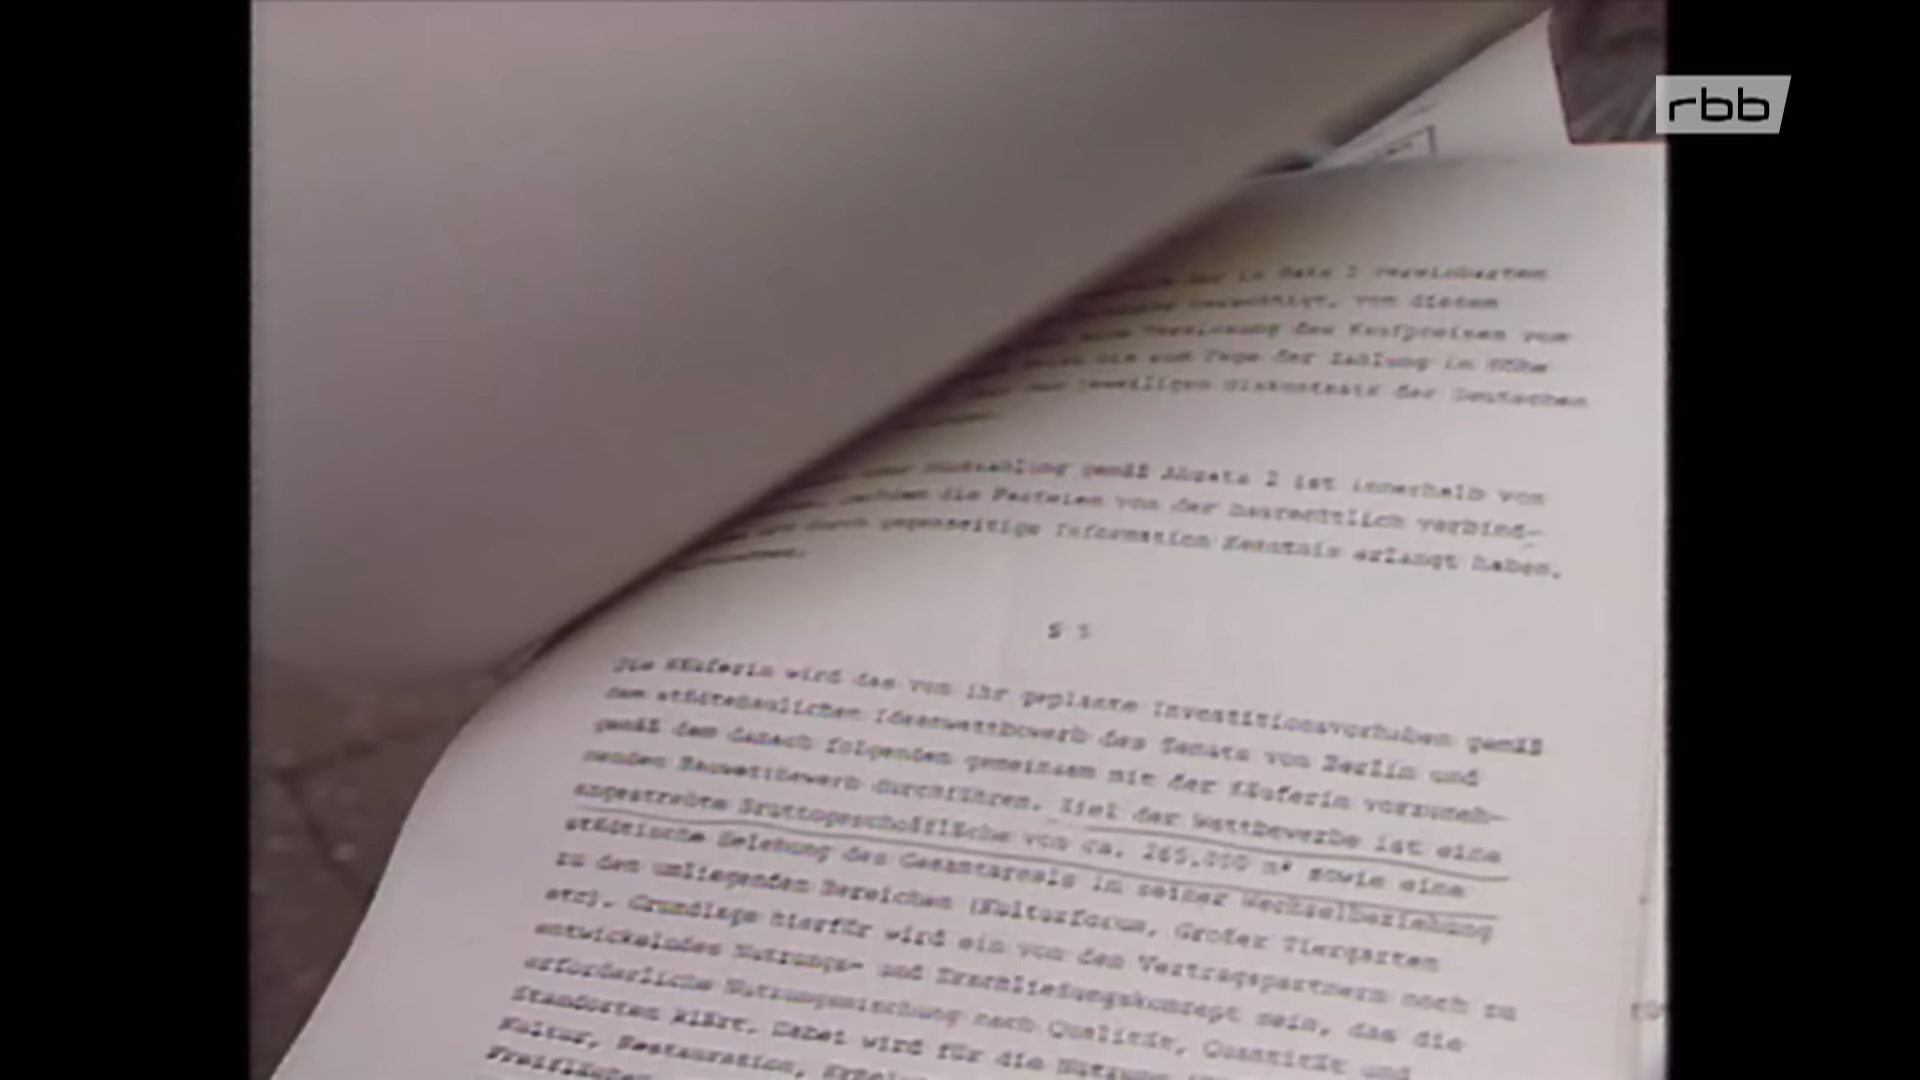 rbb
in Satz 1 vereinbarten
berechtigt, von diesem
eine Verzinsung des Kaufpreises vom
bis zum Tage der Zahlung in Höhe
der jeweiligen Diskontsatz der Deutschen
oder Rückzahlung gemäß Absatz 2 ist innerhalb von
nachdem die Parteien von der baurechtlich verbind-
durch gegenseitige Information Kenntnis erlangt haben.
§ 5
Die Käuferin wird das von ihr geplante Investitionsvorhaben gemäß
dem städtebaulichen Ideenwettbewerb des Senats von Berlin und
gemäß dem danach folgenden gemeinsam mit der Käuferin vorzuneh-
menden Bauwettbewerb durchführen. Ziel der Wettbewerbe ist eine
angestrebte Bruttogeschoßfläche von ca. m² sowie eine
städtische Belebung des Gesamtareals in seiner Wechselbeziehung
zu den umliegenden Bereichen (Kulturforum, Großer Tiergarten
etc). Grundlage hierfür wird ein von den Vertragspartnern noch zu
entwickelndes Nutzungs- und Erschließungskonzept sein, das die
erforderliche Nutzungsmischung nach Qualität, Quantität und
Standorten klärt. Dabei wird für die Nutzung
Kultur, Restauration,
Freiflächen